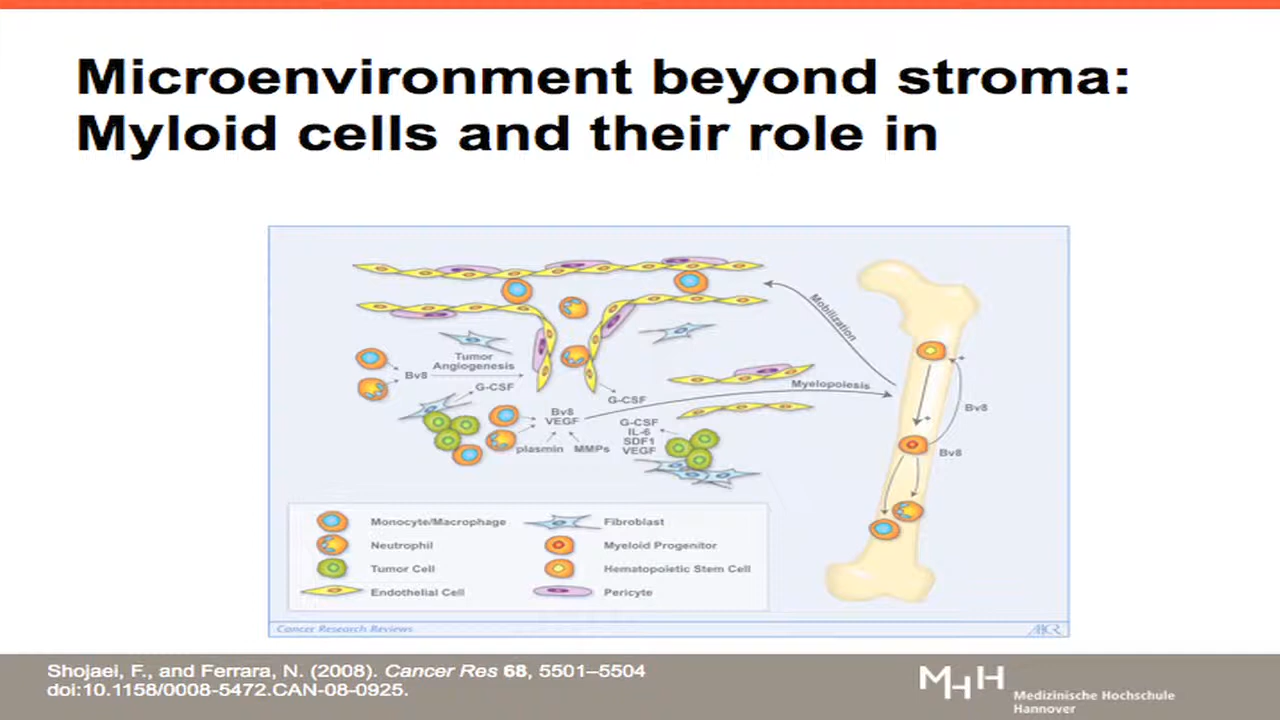 Microenvironment beyond stroma:
Myloid cells and their role in
Mobilization
Tumor
Angiogenesis
Bv8
G-CSF
G-CSF
Myelopoiesis
Bv8
VEGF
G-CSF
IL-6
SDF1
VEGF
plasmin
MMPs
Bv8
Bv8
Monocyte/Macrophage
Fibroblast
Neutrophil
Myeloid Progenitor
Tumor Cell
Hematopoietic Stem Cell
Endothelial Cell
Pericyte
Cancer Research Reviews
AACR
Shojaei, F., and Ferrara, N. (2008). Cancer Res 68, 5501–5504
doi:10.1158/0008-5472.CAN-08-0925.
MHH
Medizinische Hochschule
Hannover